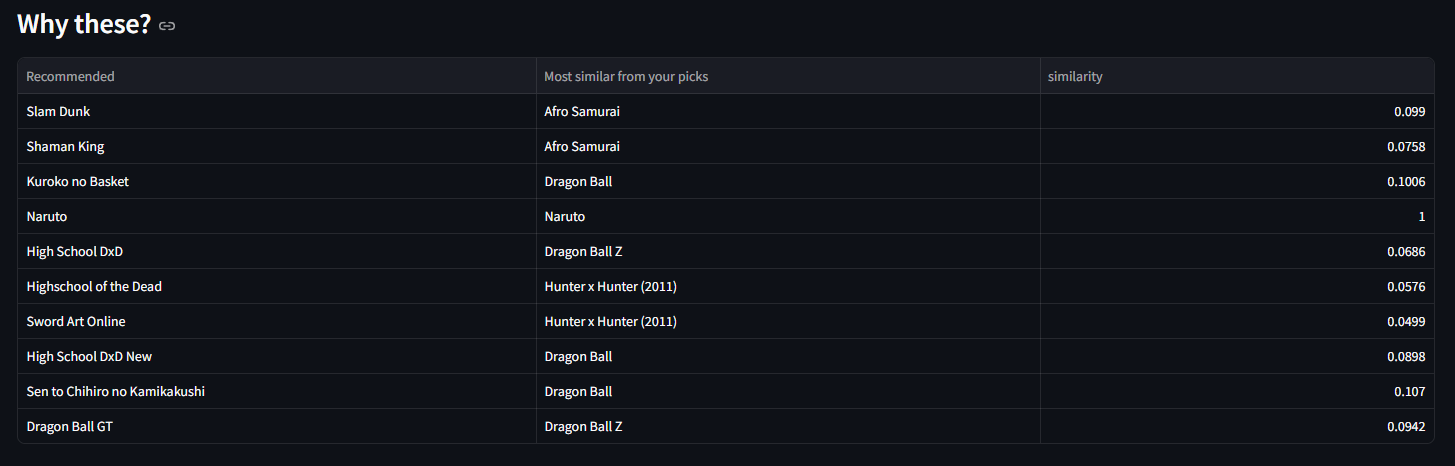 Why these?
Recommended Most similar from your picks similarity
Slam Dunk Afro Samurai 0.099
Shaman King Afro Samurai 0.0758
Kuroko no Basket Dragon Ball 0.1006
Naruto Naruto 1
High School DxD Dragon Ball Z 0.0686
Highschool of the Dead Hunter x Hunter (2011) 0.0576
Sword Art Online Hunter x Hunter (2011) 0.0499
High School DxD New Dragon Ball 0.0898
Sen to Chihiro no Kamikakushi Dragon Ball 0.107
Dragon Ball GT Dragon Ball Z 0.0942